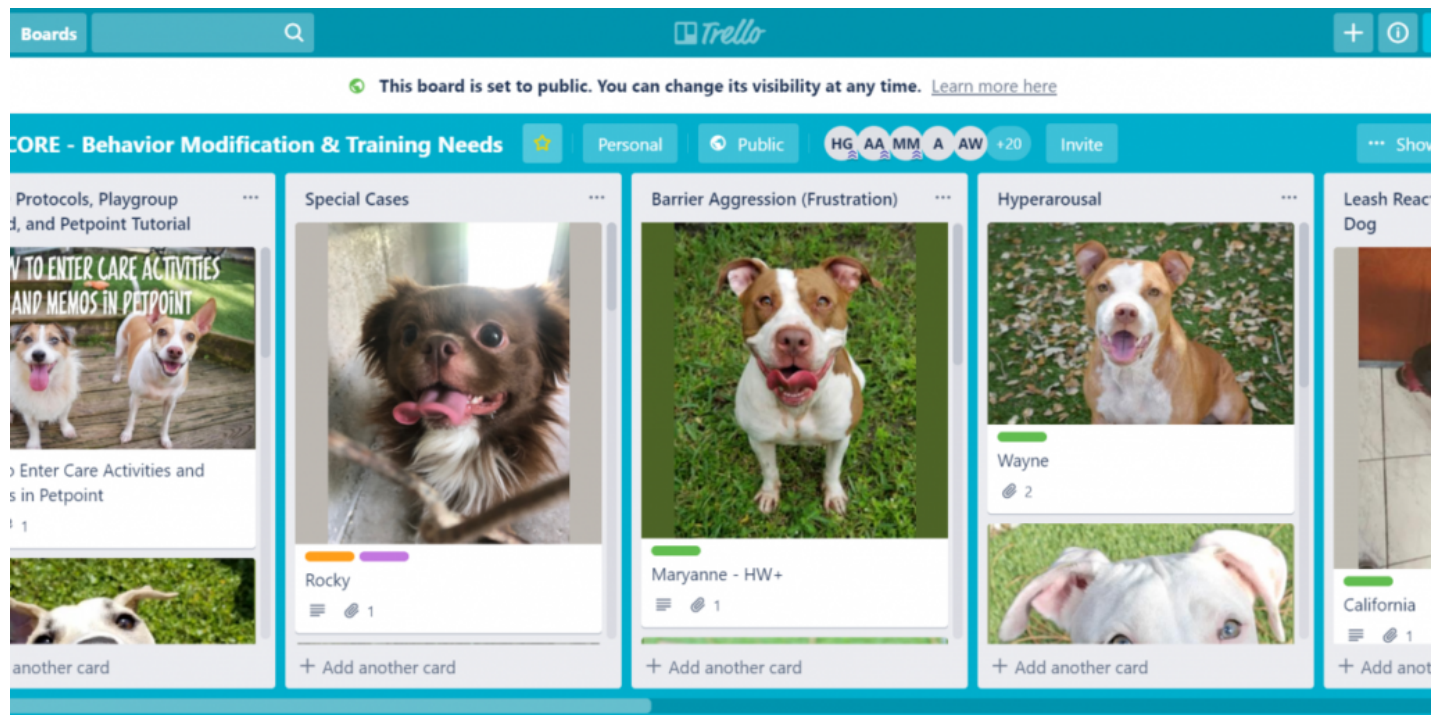 Boards
Trello
This board is set to public. You can change its visibility at any time. Learn more here
CORE - Behavior Modification & Training Needs
Personal
Public
HG AA MM A AW +20
Invite
Show
Protocols, Playgroup
d, and Petpoint Tutorial
W TO ENTER CARE ACTIVITIES
AND MEMOS IN PETPOINT
o Enter Care Activities and
s in Petpoint
1
another card
Special Cases
Rocky
1
+ Add another card
Barrier Aggression (Frustration)
Maryanne - HW+
1
+ Add another card
Hyperarousal
Wayne
2
+ Add another card
Leash Reac
Dog
California
1
+ Add anot